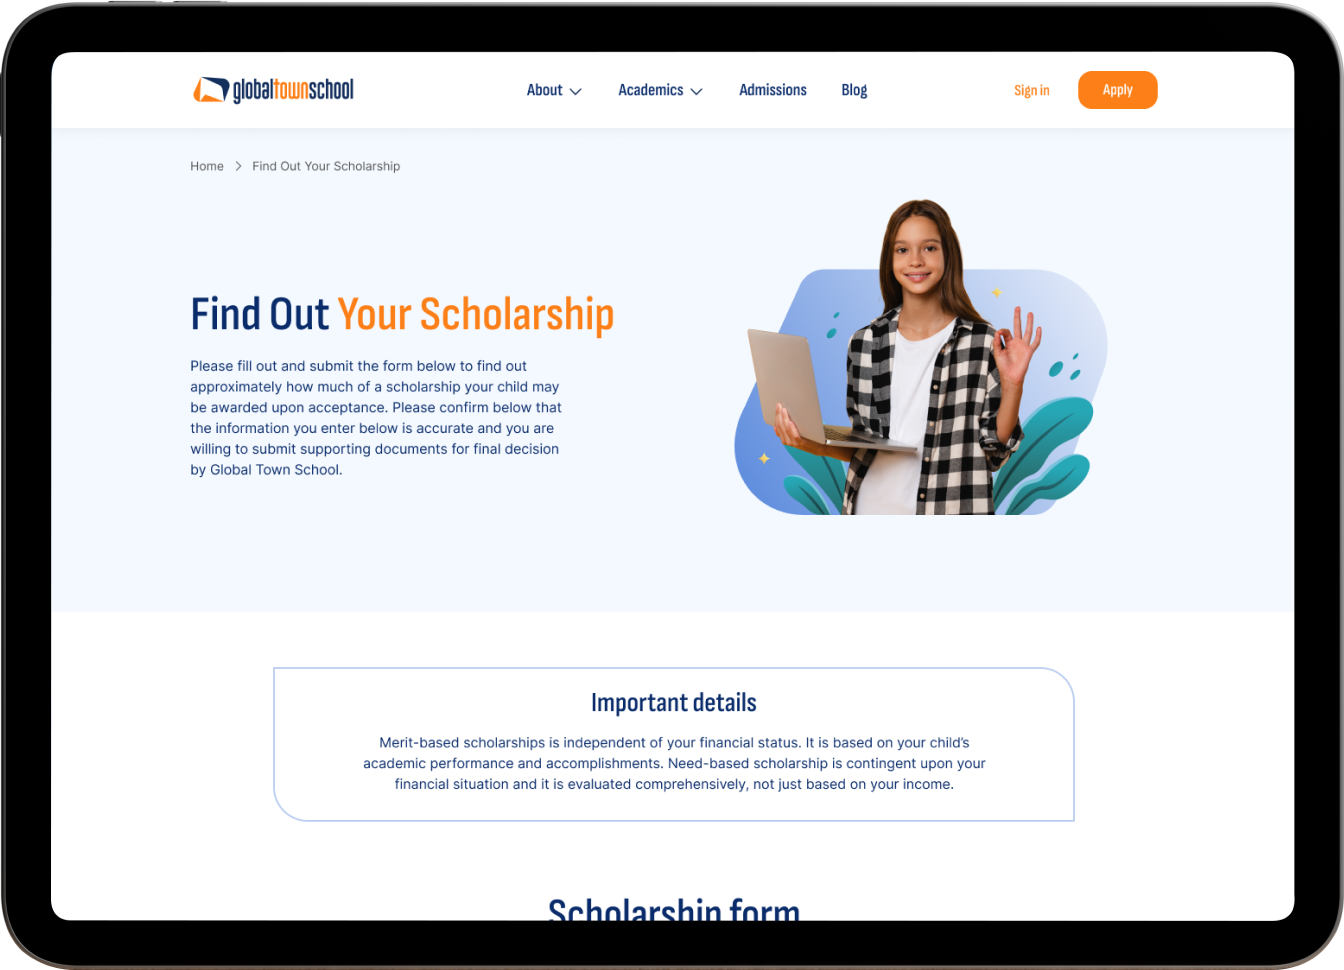 globaltownschool
About
Academics
Admissions
Blog
Sign in
Apply
Home > Find Out Your Scholarship
Find Out Your Scholarship
Please fill out and submit the form below to find out
approximately how much of a scholarship your child may
be awarded upon acceptance. Please confirm below that
the information you enter below is accurate and you are
willing to submit supporting documents for final decision
by Global Town School.
Important details
Merit-based scholarships is independent of your financial status. It is based on your child's
academic performance and accomplishments. Need-based scholarship is contingent upon your
financial situation and it is evaluated comprehensively, not just based on your income.
Scholarship form